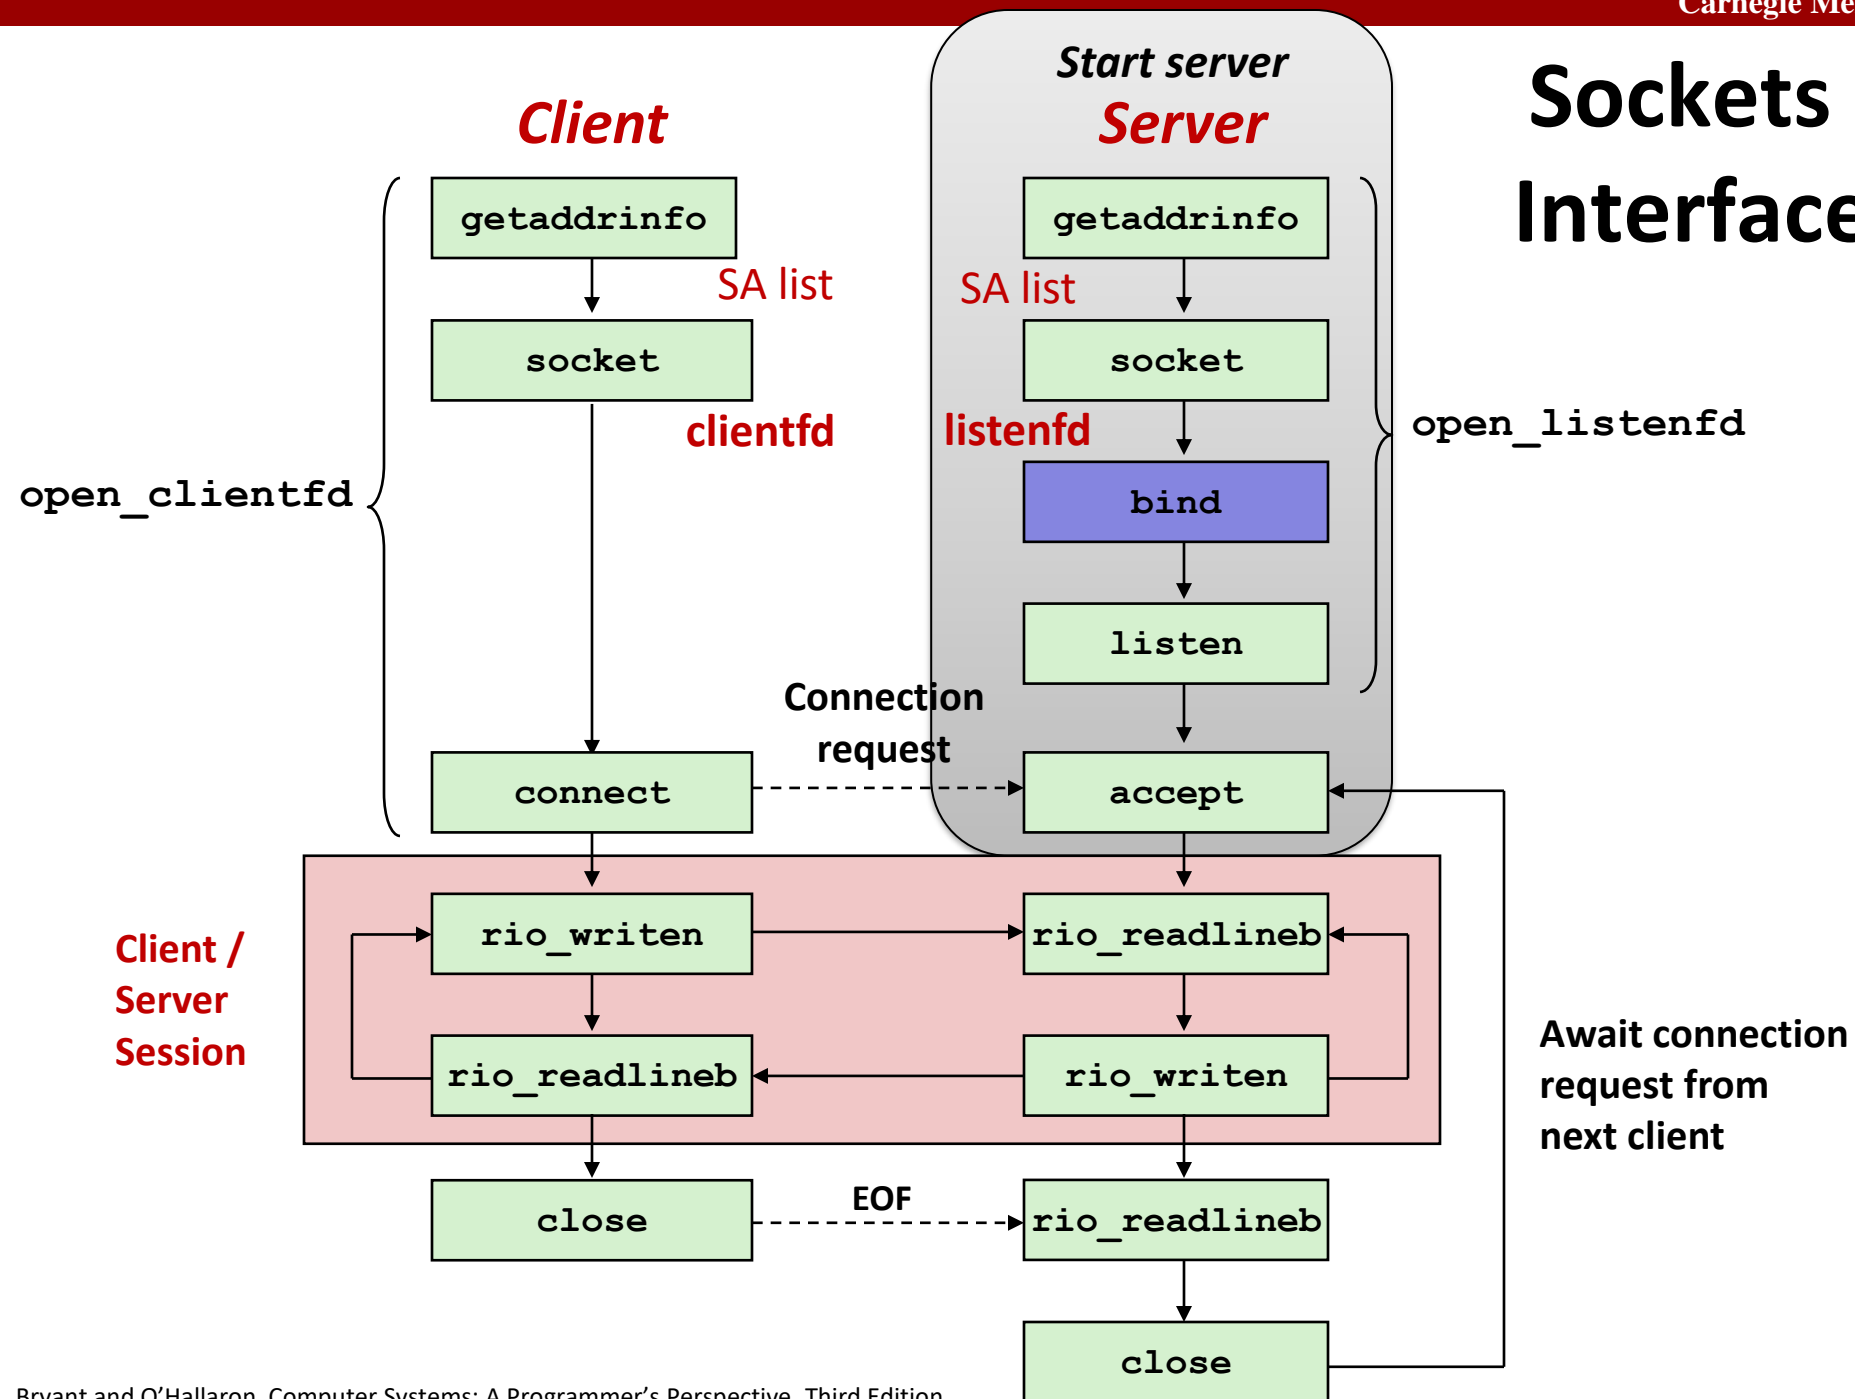 Carnegie Me
Start server
Client
Server
Sockets
Interface
getaddrinfo
getaddrinfo
SA list
SA list
socket
socket
clientfd
listenfd
open_listenfd
open_clientfd
bind
listen
Connection
request
connect
accept
Client /
Server
Session
rio_writen
rio_readlineb
rio_readlineb
rio_writen
Await connection
request from
next client
close
EOF
rio_readlineb
close
Bryant and O'Hallaron, Computer Systems: A Programmer's Perspective, Third Edition